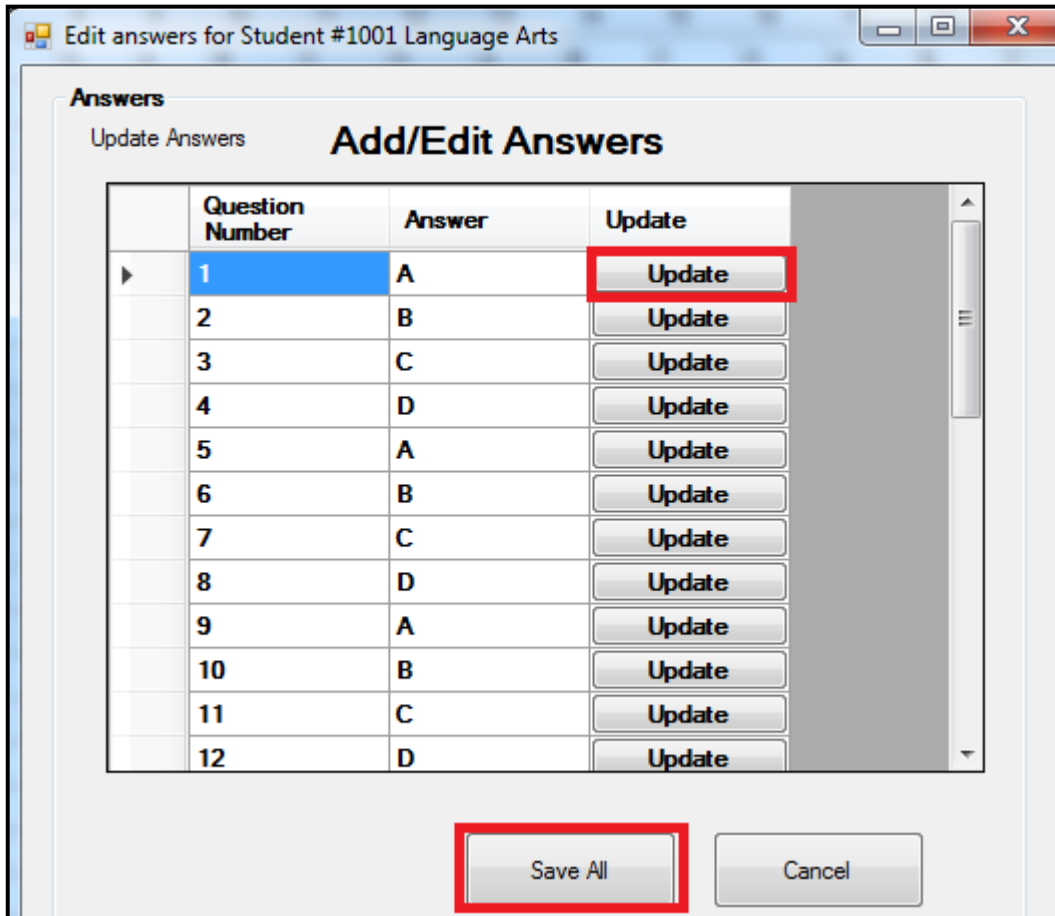 Edit answers for Student #1001 Language Arts
Answers
Update Answers
Add/Edit Answers
Question Number Answer Update
1 A Update
2 B Update
3 C Update
4 D Update
5 A Update
6 B Update
7 C Update
8 D Update
9 A Update
10 B Update
11 C Update
12 D Update
Save All Cancel